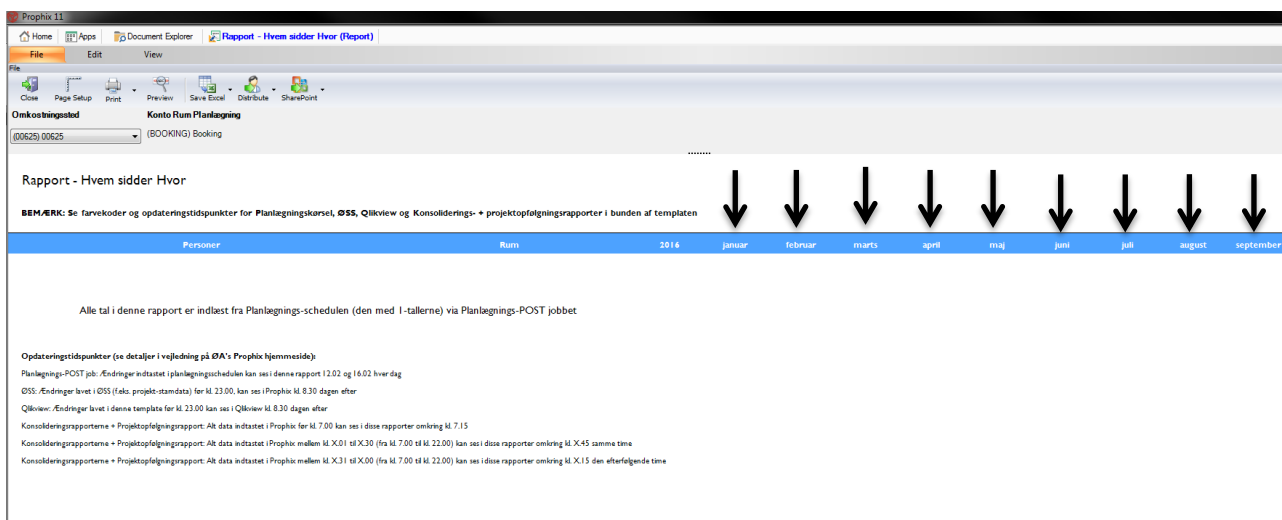 Prophix 11
Home Apps Document Explorer Rapport - Hvem sidder Hvor (Report)
File Edit View
File
Close Page Setup Print Preview Save Excel Distribute SharePoint
Omkostningssted Konto Rum Planlægning
(00625) 00625 (BOOKING) Booking
Rapport - Hvem sidder Hvor
BEMÆRK: Se farvekoder og opdateringstidspunkter for Planlægningskørsel, ØSS, Qlikview og Konsoliderings- + projektopfølgningsrapporter i bunden af templaten
Personer Rum 2016 januar februar marts april maj juni juli august september
Alle tal i denne rapport er indlæst fra Planlægnings-schedulen (den med 1-tallerne) via Planlægnings-POST jobbet
Opdateringstidspunkter (se detaljer i vejledning på ØA's Prophix hjemmeside):
Planlægnings-POST job: Ændringer indtastet i planlægningsschedulen kan ses i denne rapport 12.02 og 16.02 hver dag
ØSS: Ændringer lavet i ØSS (f.eks. projekt-stamdata) før kl. 23.00, kan ses i Prophix kl. 8.30 dagen efter
Qlikview: Ændringer lavet i denne template før kl. 23.00 kan ses i Qlikview kl. 8.30 dagen efter
Konsolideringsrapporterne + Projektopfølgningsrapport: Alt data indtastet i Prophix før kl. 7.00 kan ses i disse rapporter omkring kl. 7.15
Konsolideringsrapporterne + Projektopfølgningsrapport: Alt data indtastet i Prophix mellem kl. X.01 til X.30 (fra kl. 7.00 til kl. 22.00) kan ses i disse rapporter omkring kl. X.45 samme time
Konsolideringsrapporterne + Projektopfølgningsrapport: Alt data indtastet i Prophix mellem kl. X.31 til X.00 (fra kl. 7.00 til kl. 22.00) kan ses i disse rapporter omkring kl. X.15 den efterfølgende time